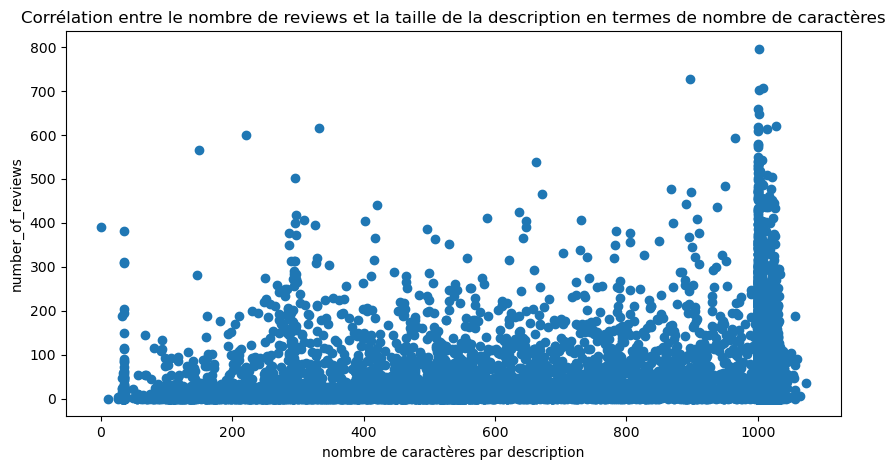 Corrélation entre le nombre de reviews et la taille de la description en termes de nombre de caractères
800
700
600
500
400
300
200
100
0
number_of_reviews
0 200 400 600 800 1000
nombre de caractères par description